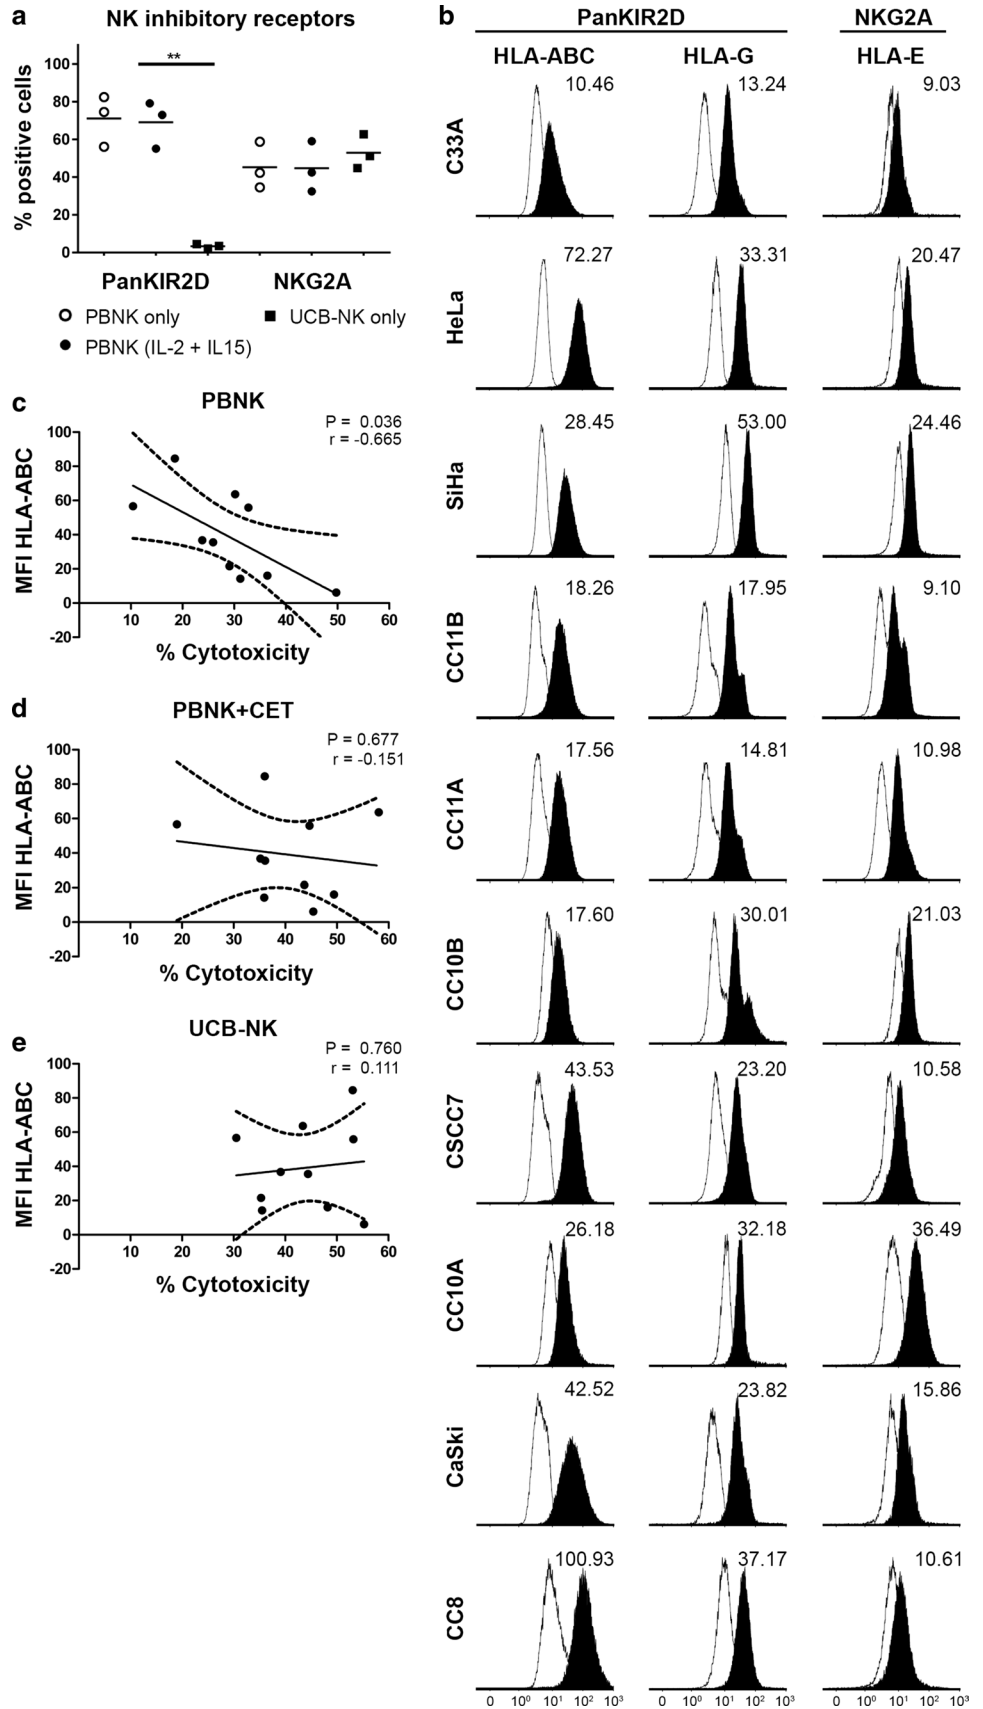 a
NK inhibitory receptors
% positive cells
100
80
60
40
20
0
**
PanKIR2D NKG2A
PBNK only
UCB-NK only
PBNK (IL-2 + IL15)
b
PanKIR2D NKG2A
HLA-ABC HLA-G HLA-E
C33A 10.46 13.24 9.03
HeLa 72.27 33.31 20.47
SiHa 28.45 53.00 24.46
CC11B 18.26 17.95 9.10
CC11A 17.56 14.81 10.98
CC10B 17.60 30.01 21.03
CSCC7 43.53 23.20 10.58
CC10A 26.18 32.18 36.49
CaSki 42.52 23.82 15.86
CC8 100.93 37.17 10.61
0 10⁰ 10¹ 10² 10³ 0 10⁰ 10¹ 10² 10³ 0 10⁰ 10¹ 10² 10³
c
PBNK
P = 0.036
r = -0.665
MFI HLA-ABC
100
80
60
40
20
0
-20
10 20 30 40 50 60
% Cytotoxicity
d
PBNK+CET
P = 0.677
r = -0.151
MFI HLA-ABC
100
80
60
40
20
0
-20
10 20 30 40 50 60
% Cytotoxicity
e
UCB-NK
P = 0.760
r = 0.111
MFI HLA-ABC
100
80
60
40
20
0
-20
10 20 30 40 50 60
% Cytotoxicity